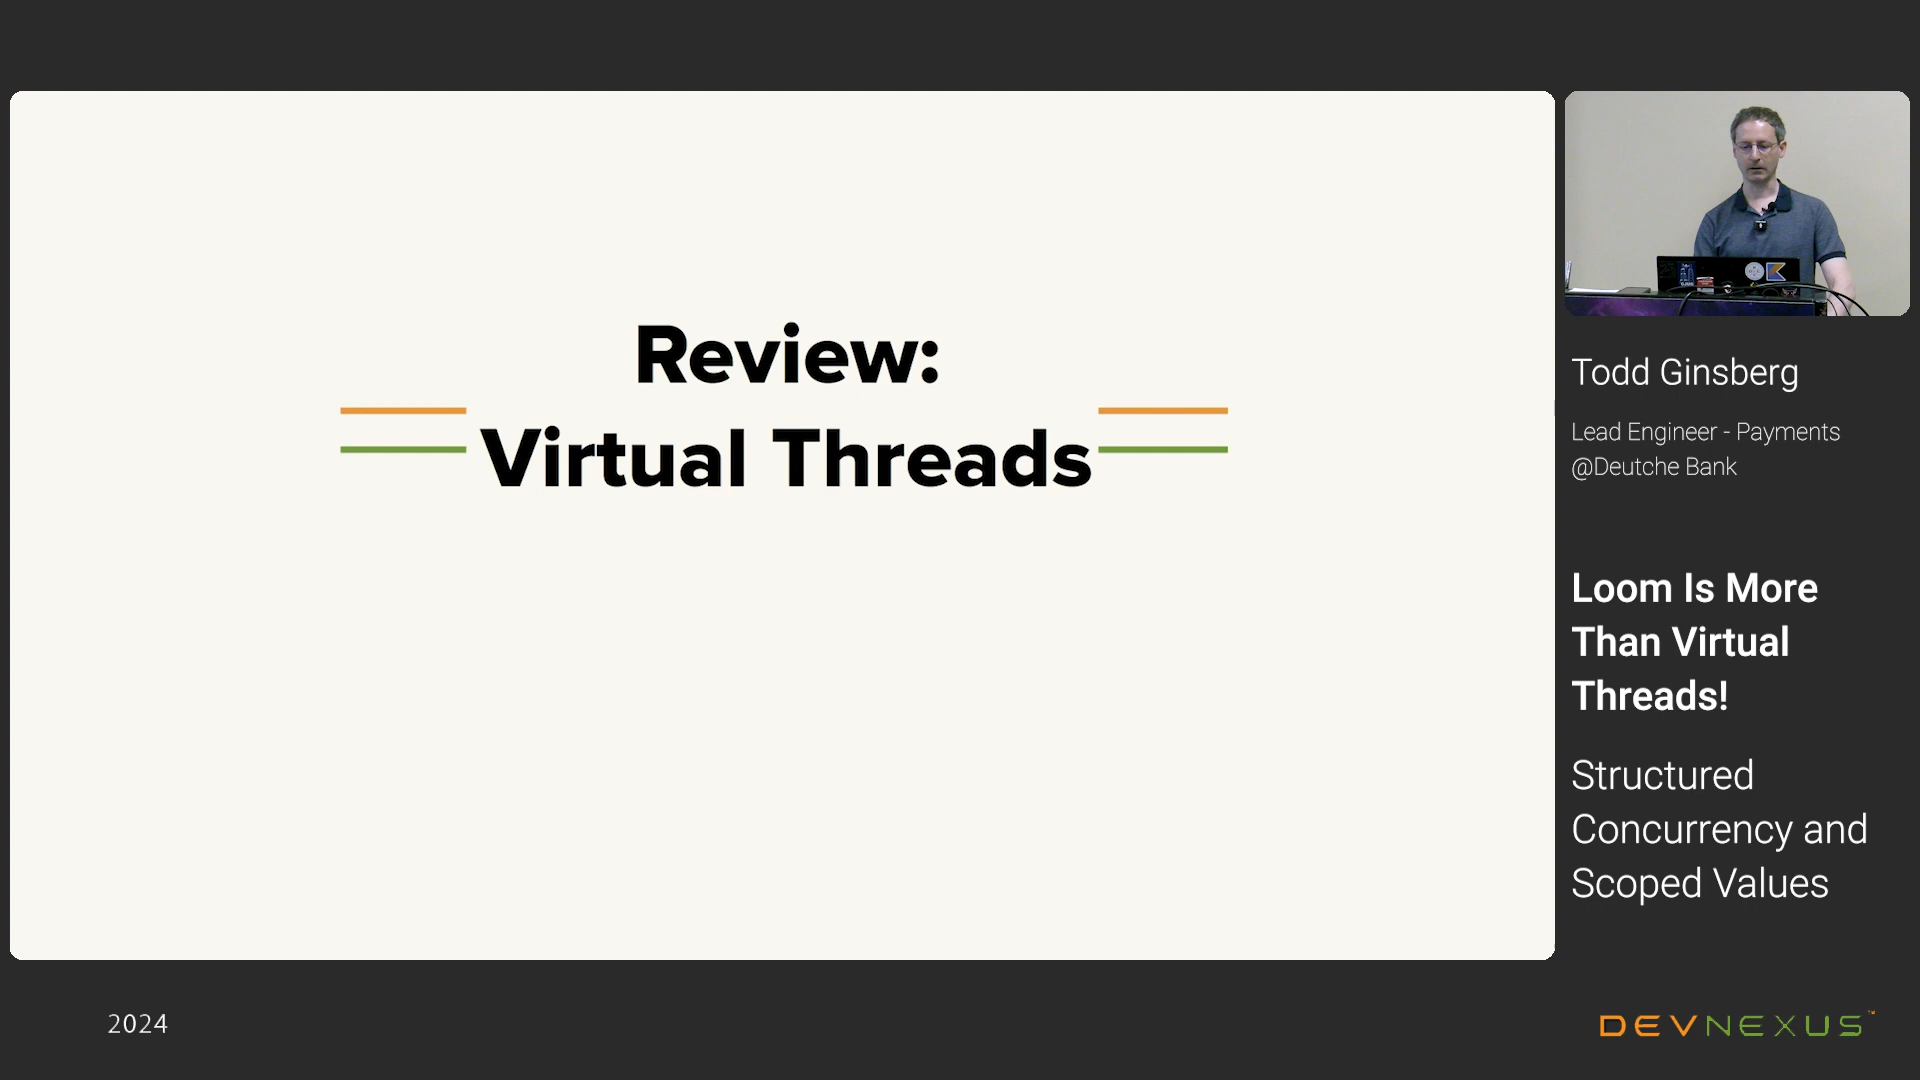 Review:
Virtual Threads
Todd Ginsberg
Lead Engineer - Payments
@Deutche Bank
Loom Is More
Than Virtual
Threads!
Structured
Concurrency and
Scoped Values
2024
DEVNEXUS™